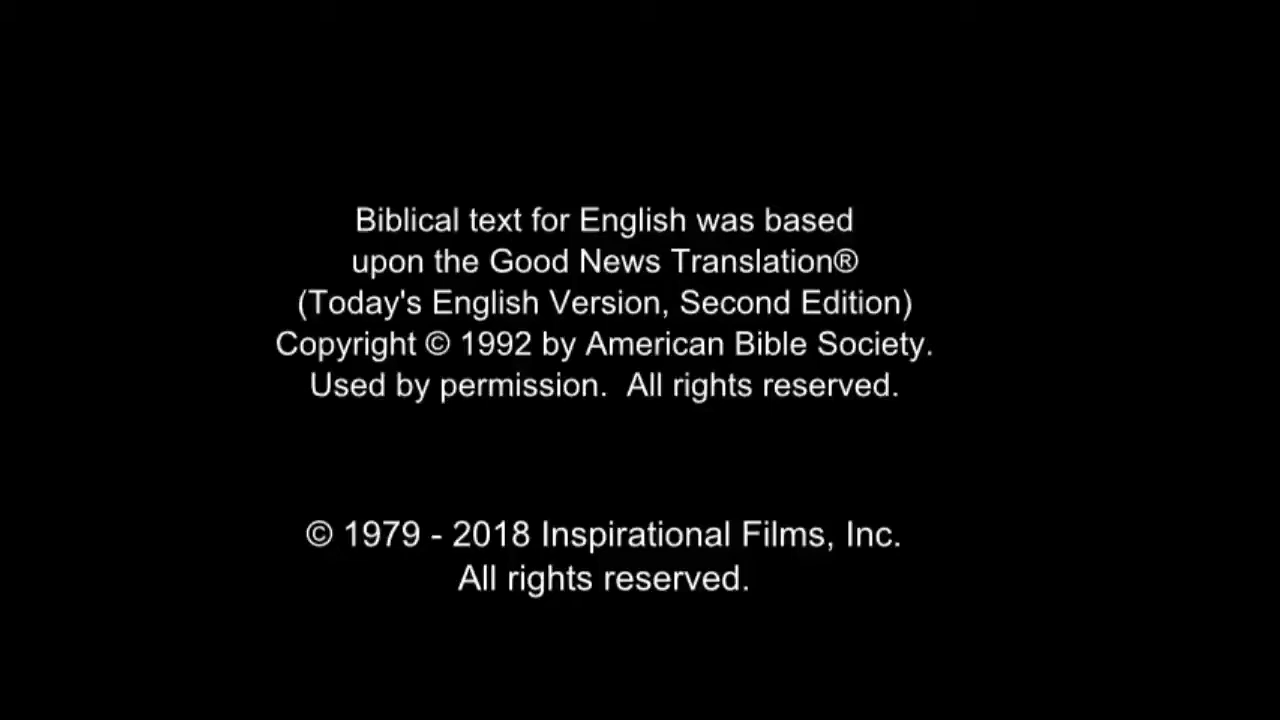 Biblical text for English was based
upon the Good News Translation®
(Today's English Version, Second Edition)
Copyright © 1992 by American Bible Society.
Used by permission.  All rights reserved.
© 1979 - 2018 Inspirational Films, Inc.
All rights reserved.